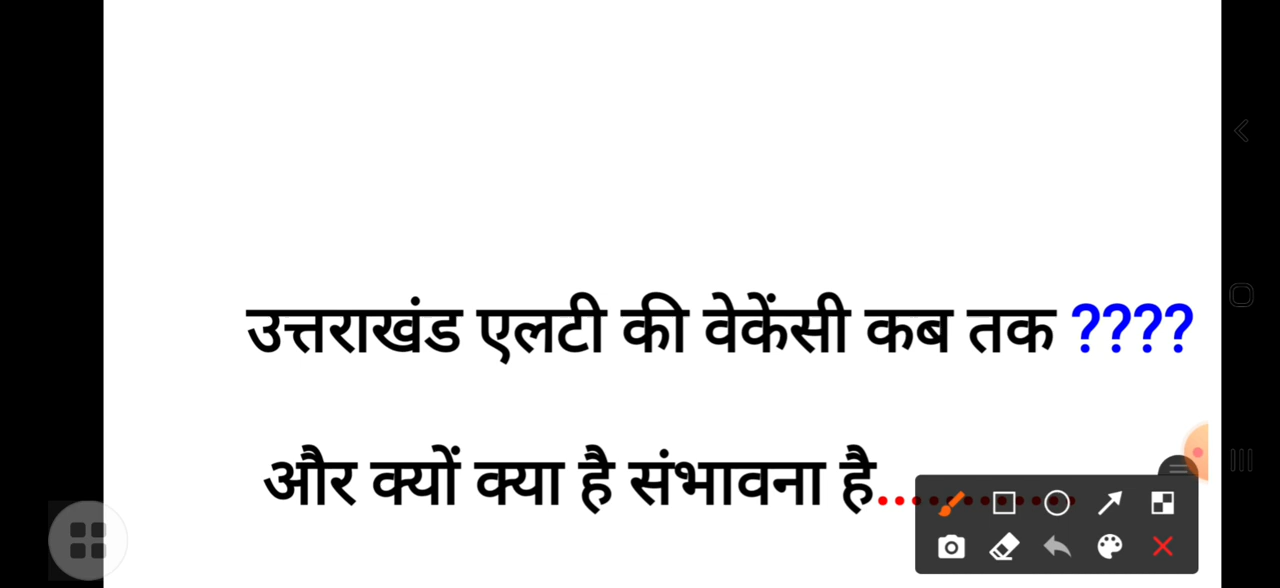 उत्तराखंड एलटी की वेकेंसी कब तक ????
और क्यों क्या है संभावना है............